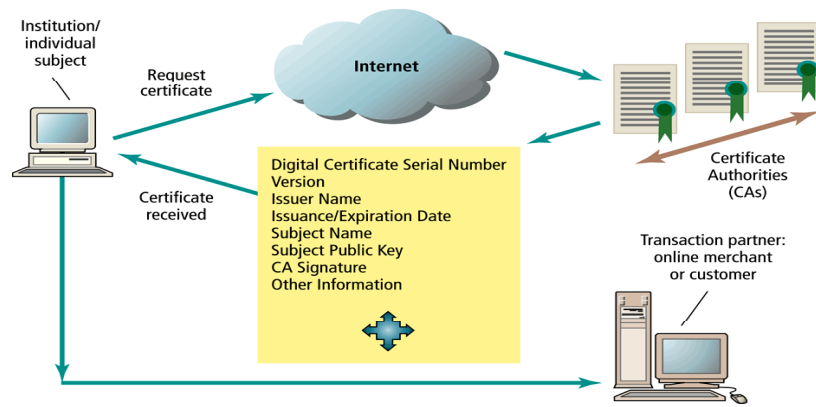 Institution/
individual
subject
Request
certificate
Internet
Certificate
received
Digital Certificate Serial Number
Version
Issuer Name
Issuance/Expiration Date
Subject Name
Subject Public Key
CA Signature
Other Information
Certificate
Authorities
(CAs)
Transaction partner:
online merchant
or customer